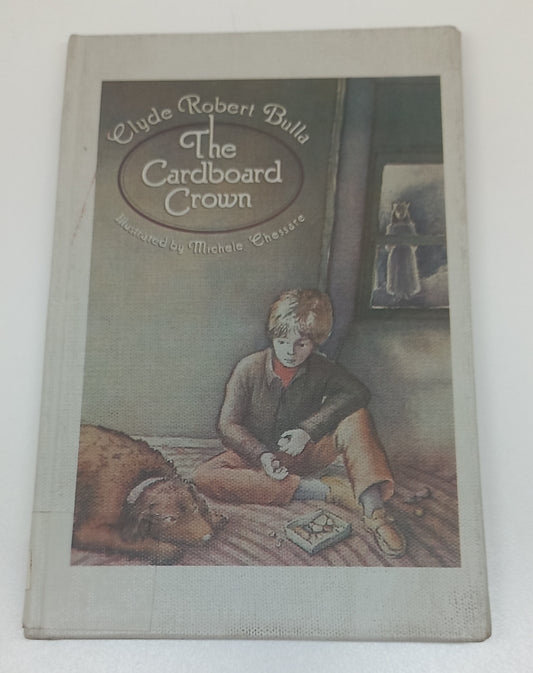 Clyde Robert Bulla
The
Cardboard
Crown
Illustrated by Michele Chessare